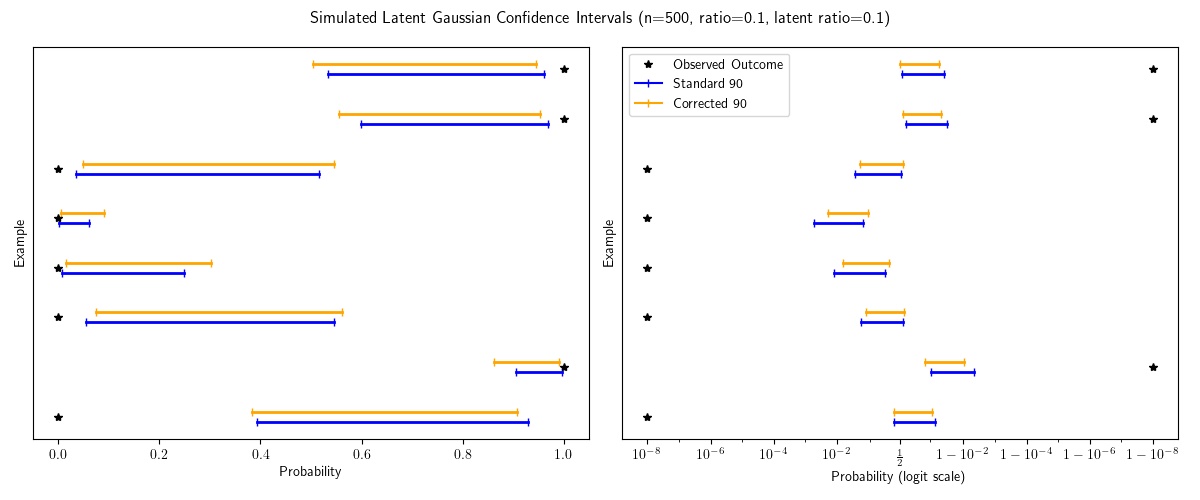 Simulated Latent Gaussian Confidence Intervals (n=500, ratio=0.1, latent ratio=0.1)
Example
0.0 0.2 0.4 0.6 0.8 1.0
Probability
Observed Outcome
Standard 90
Corrected 90
Example
10⁻⁸ 10⁻⁶ 10⁻⁴ 10⁻² 1/2 1 − 10⁻² 1 − 10⁻⁴ 1 − 10⁻⁶ 1 − 10⁻⁸
Probability (logit scale)